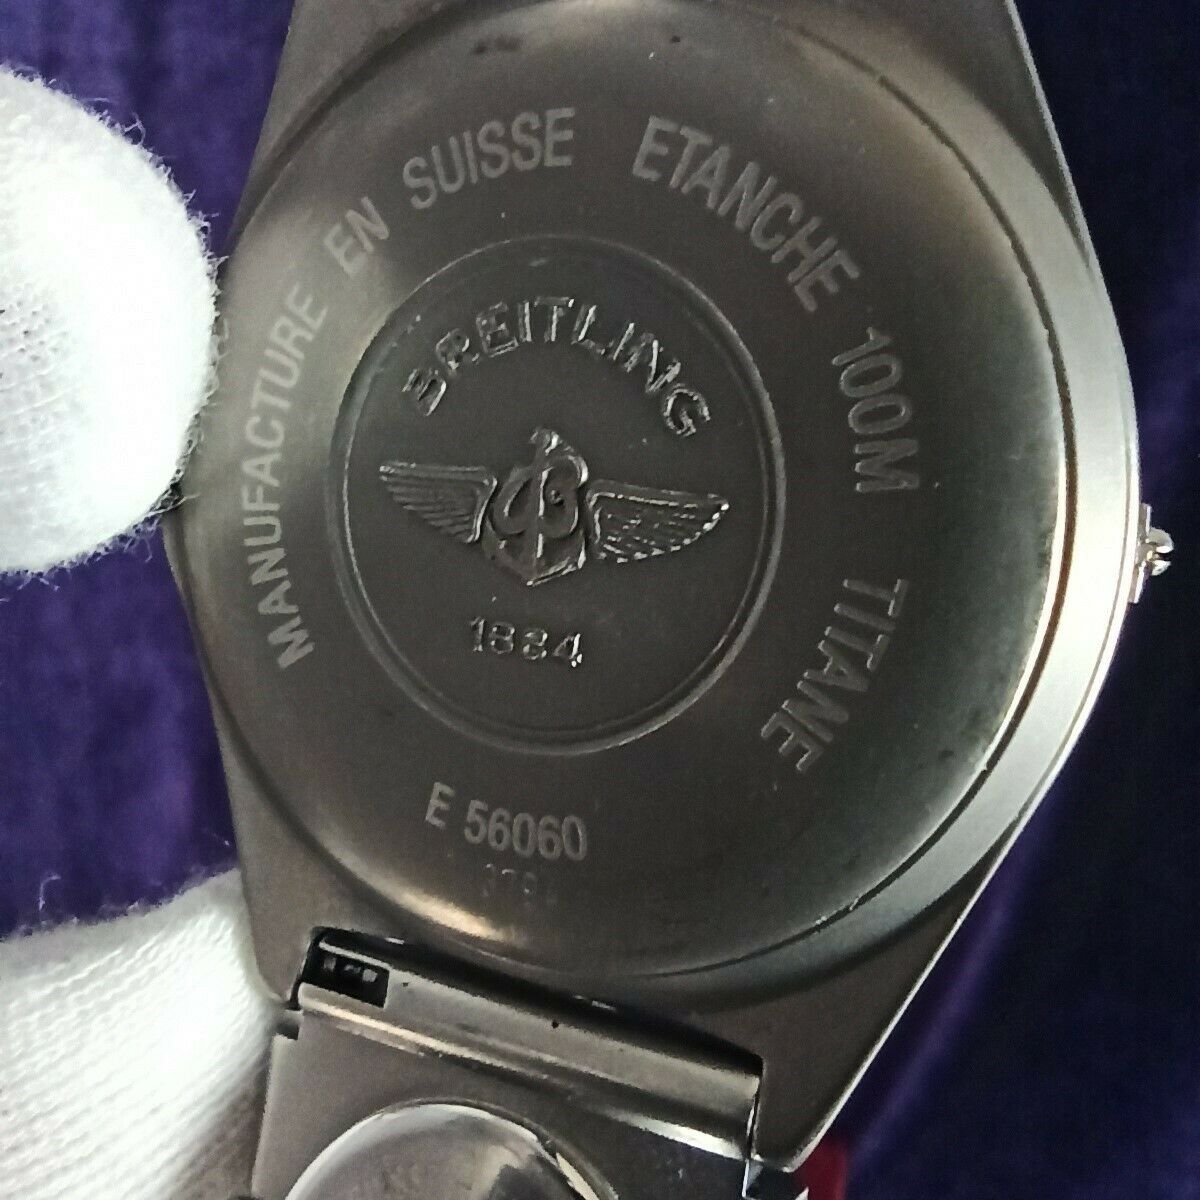 MANUFACTURE EN SUISSE ETANCHE 100M TITANE
BREITLING
B
1884
E 56060